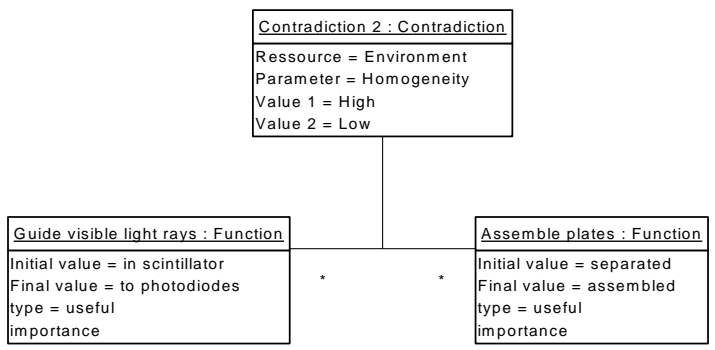 Contradiction 2 : Contradiction
Ressource = Environment
Parameter = Homogeneity
Value 1 = High
Value 2 = Low
Guide visible light rays : Function
Initial value = in scintillator
Final value = to photodiodes
type = useful
importance
*
*
Assemble plates : Function
Initial value = separated
Final value = assembled
type = useful
importance